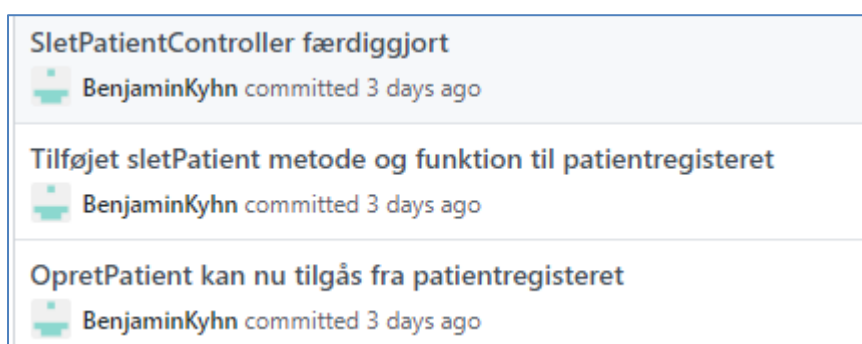 SletPatientController færdiggjort
BenjaminKyhn committed 3 days ago
Tilføjet sletPatient metode og funktion til patientregisteret
BenjaminKyhn committed 3 days ago
OpretPatient kan nu tilgås fra patientregisteret
BenjaminKyhn committed 3 days ago